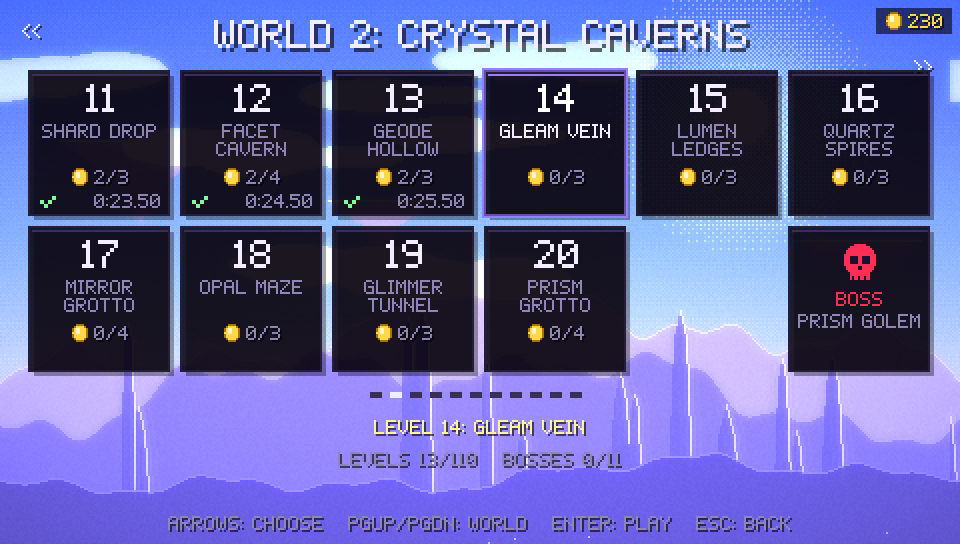 «
WORLD 2: CRYSTAL CAVERNS
230
»
11
SHARD DROP
2/3
0:23.50
12
FACET
CAVERN
2/4
0:24.50
13
GEODE
HOLLOW
2/3
0:25.50
14
GLEAM VEIN
0/3
15
LUMEN
LEDGES
0/3
16
QUARTZ
SPIRES
0/3
17
MIRROR
GROTTO
0/4
18
OPAL MAZE
0/3
19
GLIMMER
TUNNEL
0/3
20
PRISM
GROTTO
0/4
BOSS
PRISM GOLEM
LEVEL 14: GLEAM VEIN
LEVELS 13/110 BOSSES 0/11
ARROWS: CHOOSE PGUP/PGDN: WORLD ENTER: PLAY ESC: BACK